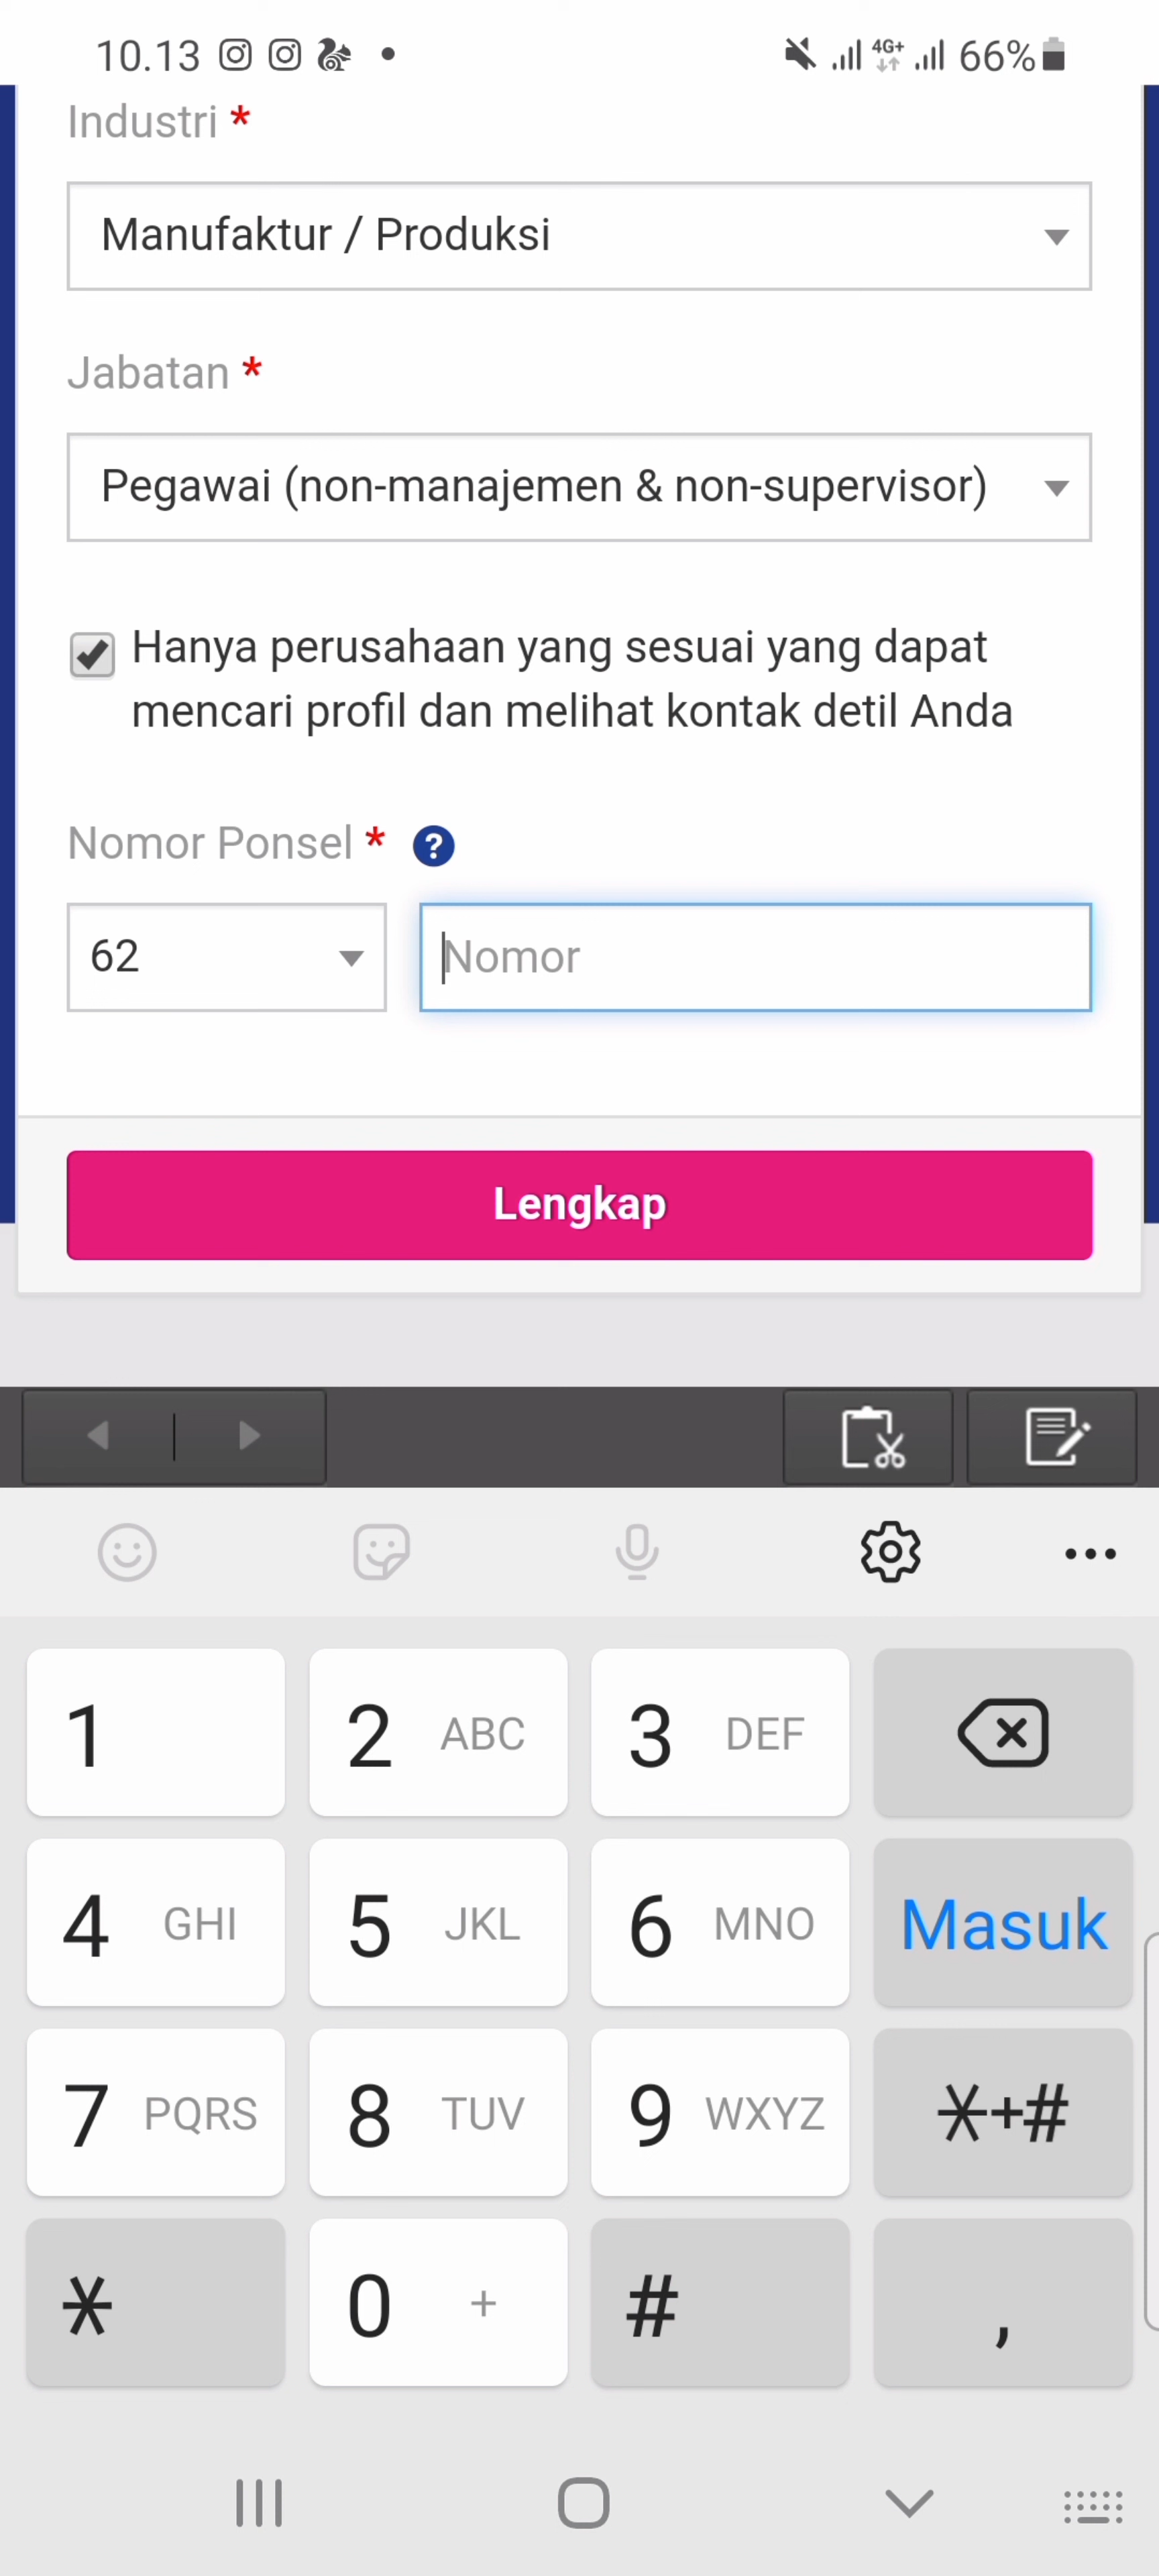 10.13 4G+ 66%
Industri *
Manufaktur / Produksi
Jabatan *
Pegawai (non-manajemen & non-supervisor)
Hanya perusahaan yang sesuai yang dapat
mencari profil dan melihat kontak detil Anda
Nomor Ponsel * ?
62 Nomor
Lengkap
1 2 ABC 3 DEF
4 GHI 5 JKL 6 MNO Masuk
7 PQRS 8 TUV 9 WXYZ *+#
* 0 + # ,